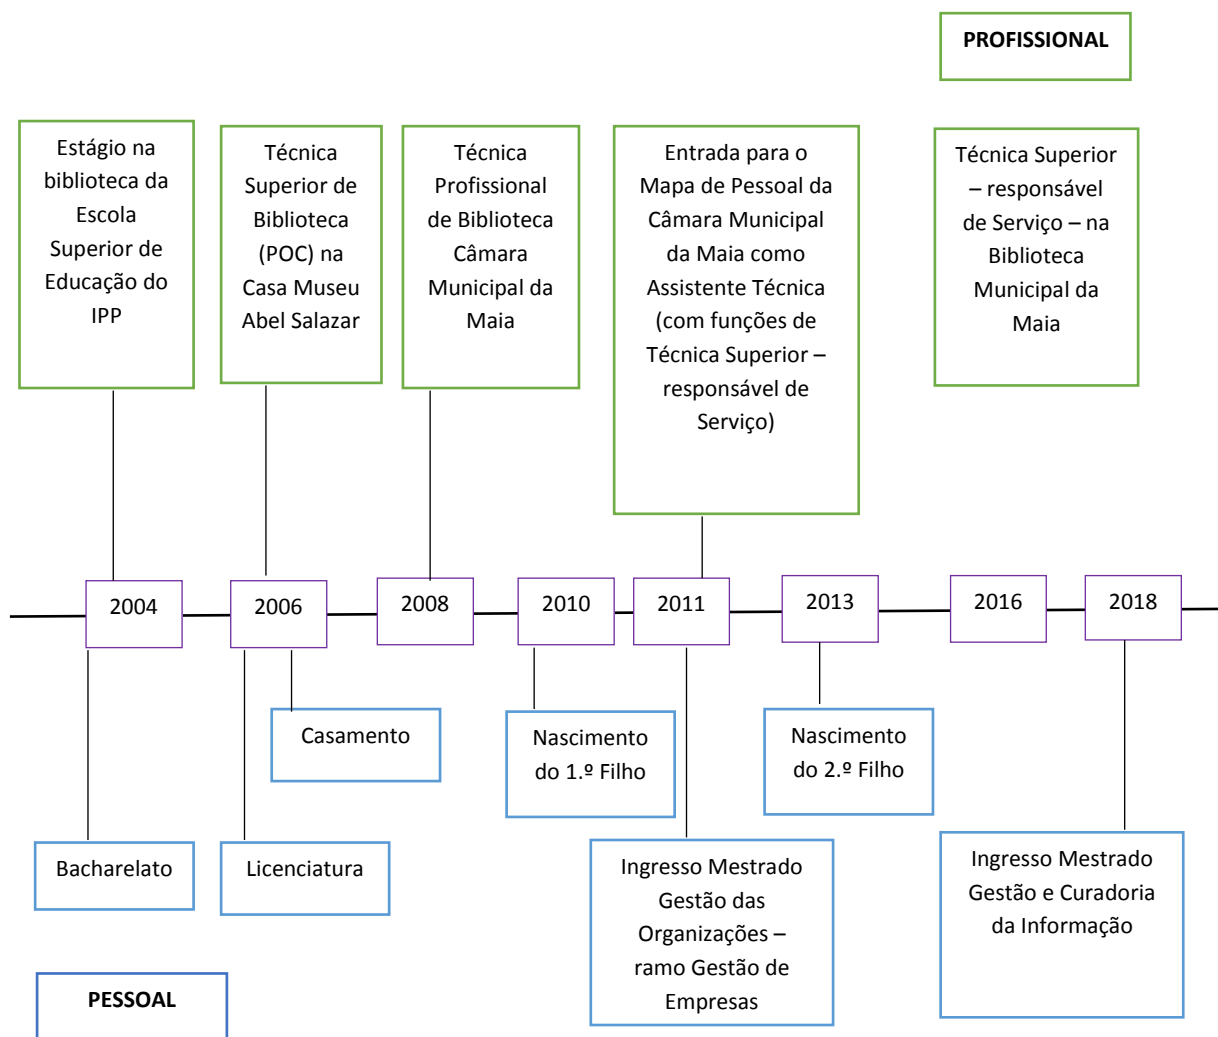 PROFISSIONAL
Estágio na
biblioteca da
Escola
Superior de
Educação do
IPP
Técnica
Superior de
Biblioteca
(POC) na
Casa Museu
Abel Salazar
Técnica
Profissional
de Biblioteca
Câmara
Municipal da
Maia
Entrada para o
Mapa de Pessoal da
Câmara Municipal
da Maia como
Assistente Técnica
(com funções de
Técnica Superior –
responsável de
Serviço)
Técnica Superior
– responsável
de Serviço – na
Biblioteca
Municipal da
Maia
2004
2006
2008
2010
2011
2013
2016
2018
Casamento
Nascimento
do 1.º Filho
Nascimento
do 2.º Filho
Bacharelato
Licenciatura
Ingresso Mestrado
Gestão das
Organizações –
ramo Gestão de
Empresas
Ingresso Mestrado
Gestão e Curadoria
da Informação
PESSOAL